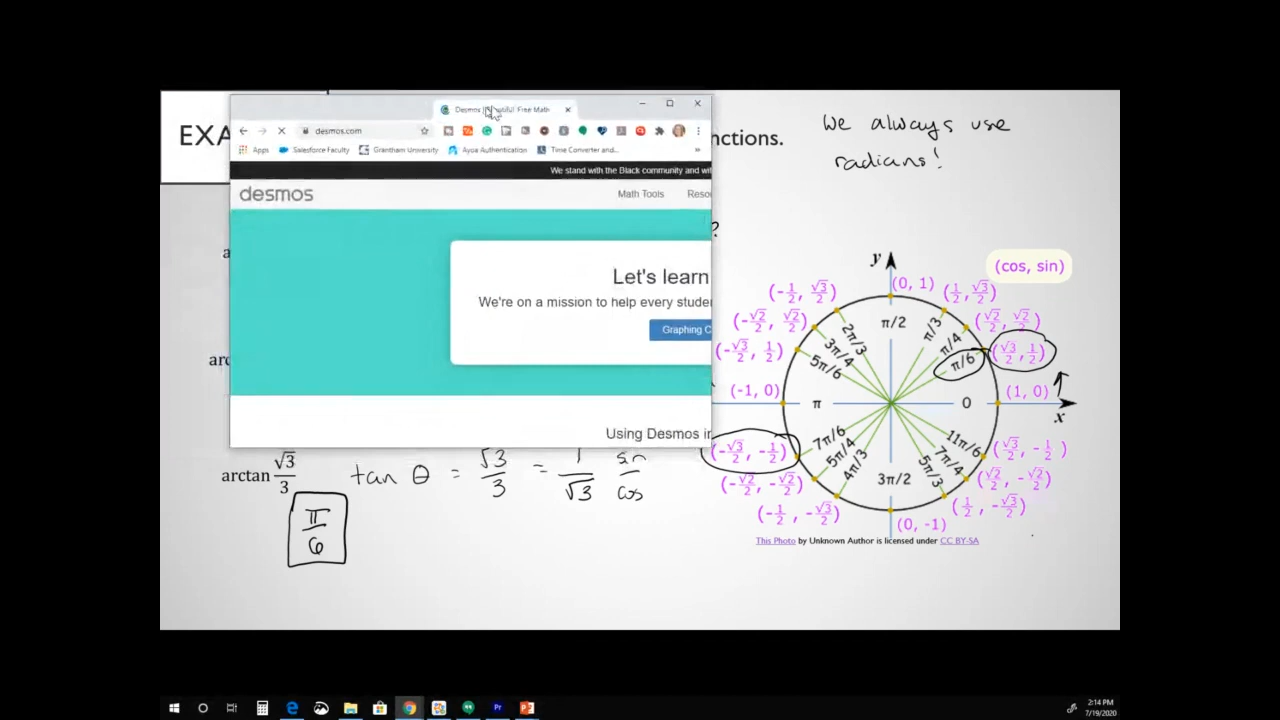 EXA
nctions.
We always use
radians!
Desmos | Beautiful Free Math
desmos.com
Apps Salesforce Faculty Grantham University Ayoa Authentication Time Converter and... »
We stand with the Black community and wi
desmos
Math Tools Reso
Let's learn
We're on a mission to help every stude
Graphing C
Using Desmos in
?
a
arc
arctan √3/3
tan θ = √3/3 = 1/√3 sin/cos
π/6
y
(cos, sin)
(0, 1)
(-1/2, √3/2) (1/2, √3/2)
(-√2/2, √2/2) (√2/2, √2/2)
(-√3/2, 1/2) (√3/2, 1/2)
π/2
2π/3 π/3
3π/4 π/4
5π/6 π/6
(-1, 0) π 0 (1, 0)
x
7π/6 11π/6
5π/4 7π/4
4π/3 5π/3
3π/2
(-√3/2, -1/2) (√3/2, -1/2)
(-√2/2, -√2/2) (√2/2, -√2/2)
(-1/2, -√3/2) (1/2, -√3/2)
(0, -1)
This Photo by Unknown Author is licensed under CC BY-SA
2:14 PM
7/19/2020